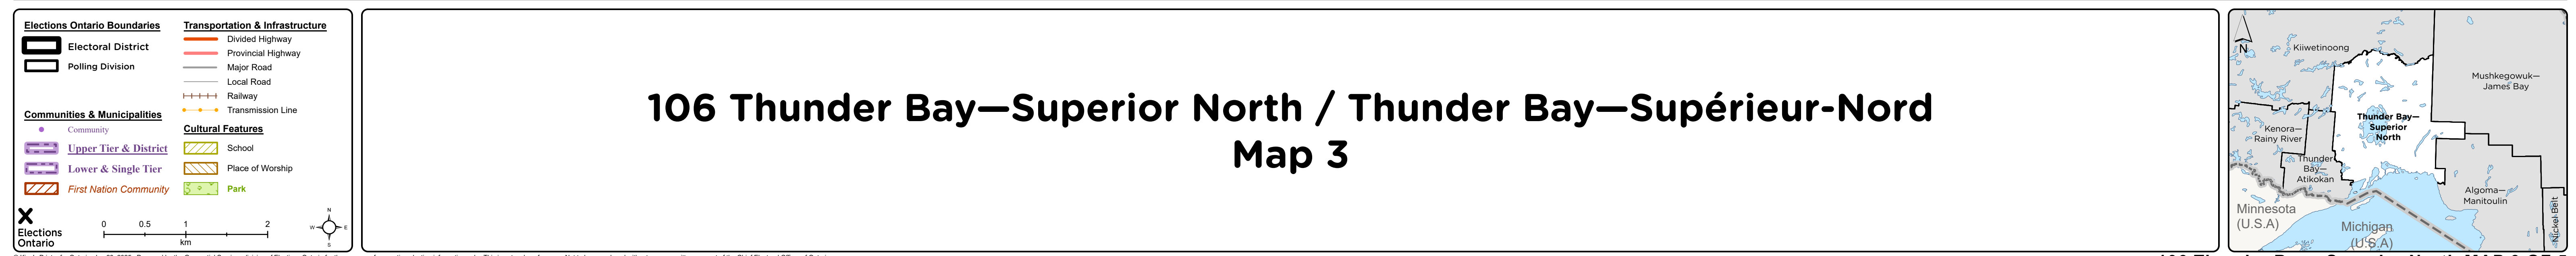 Elections Ontario Boundaries
Electoral District
Polling Division
Communities & Municipalities
Community
Upper Tier & District
Lower & Single Tier
First Nation Community
Transportation & Infrastructure
Divided Highway
Provincial Highway
Major Road
Local Road
Railway
Transmission Line
Cultural Features
School
Place of Worship
Park
Elections
Ontario
0 0.5 1 2
km
N
W E
S
106 Thunder Bay—Superior North / Thunder Bay—Supérieur-Nord
Map 3
N
Kiiwetinoong
Mushkegowuk—
James Bay
Thunder Bay—
Superior
North
Kenora—
Rainy River
Thunder
Bay—
Atikokan
Algoma—
Manitoulin
Nickel Belt
Minnesota
(U.S.A)
Michigan
(U.S.A)